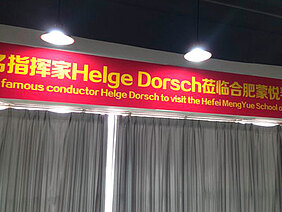 名指挥家Helge Dorsch莅临合肥蒙悦
famous conductor Helge Dorsch to visit the Hefei MengYue School